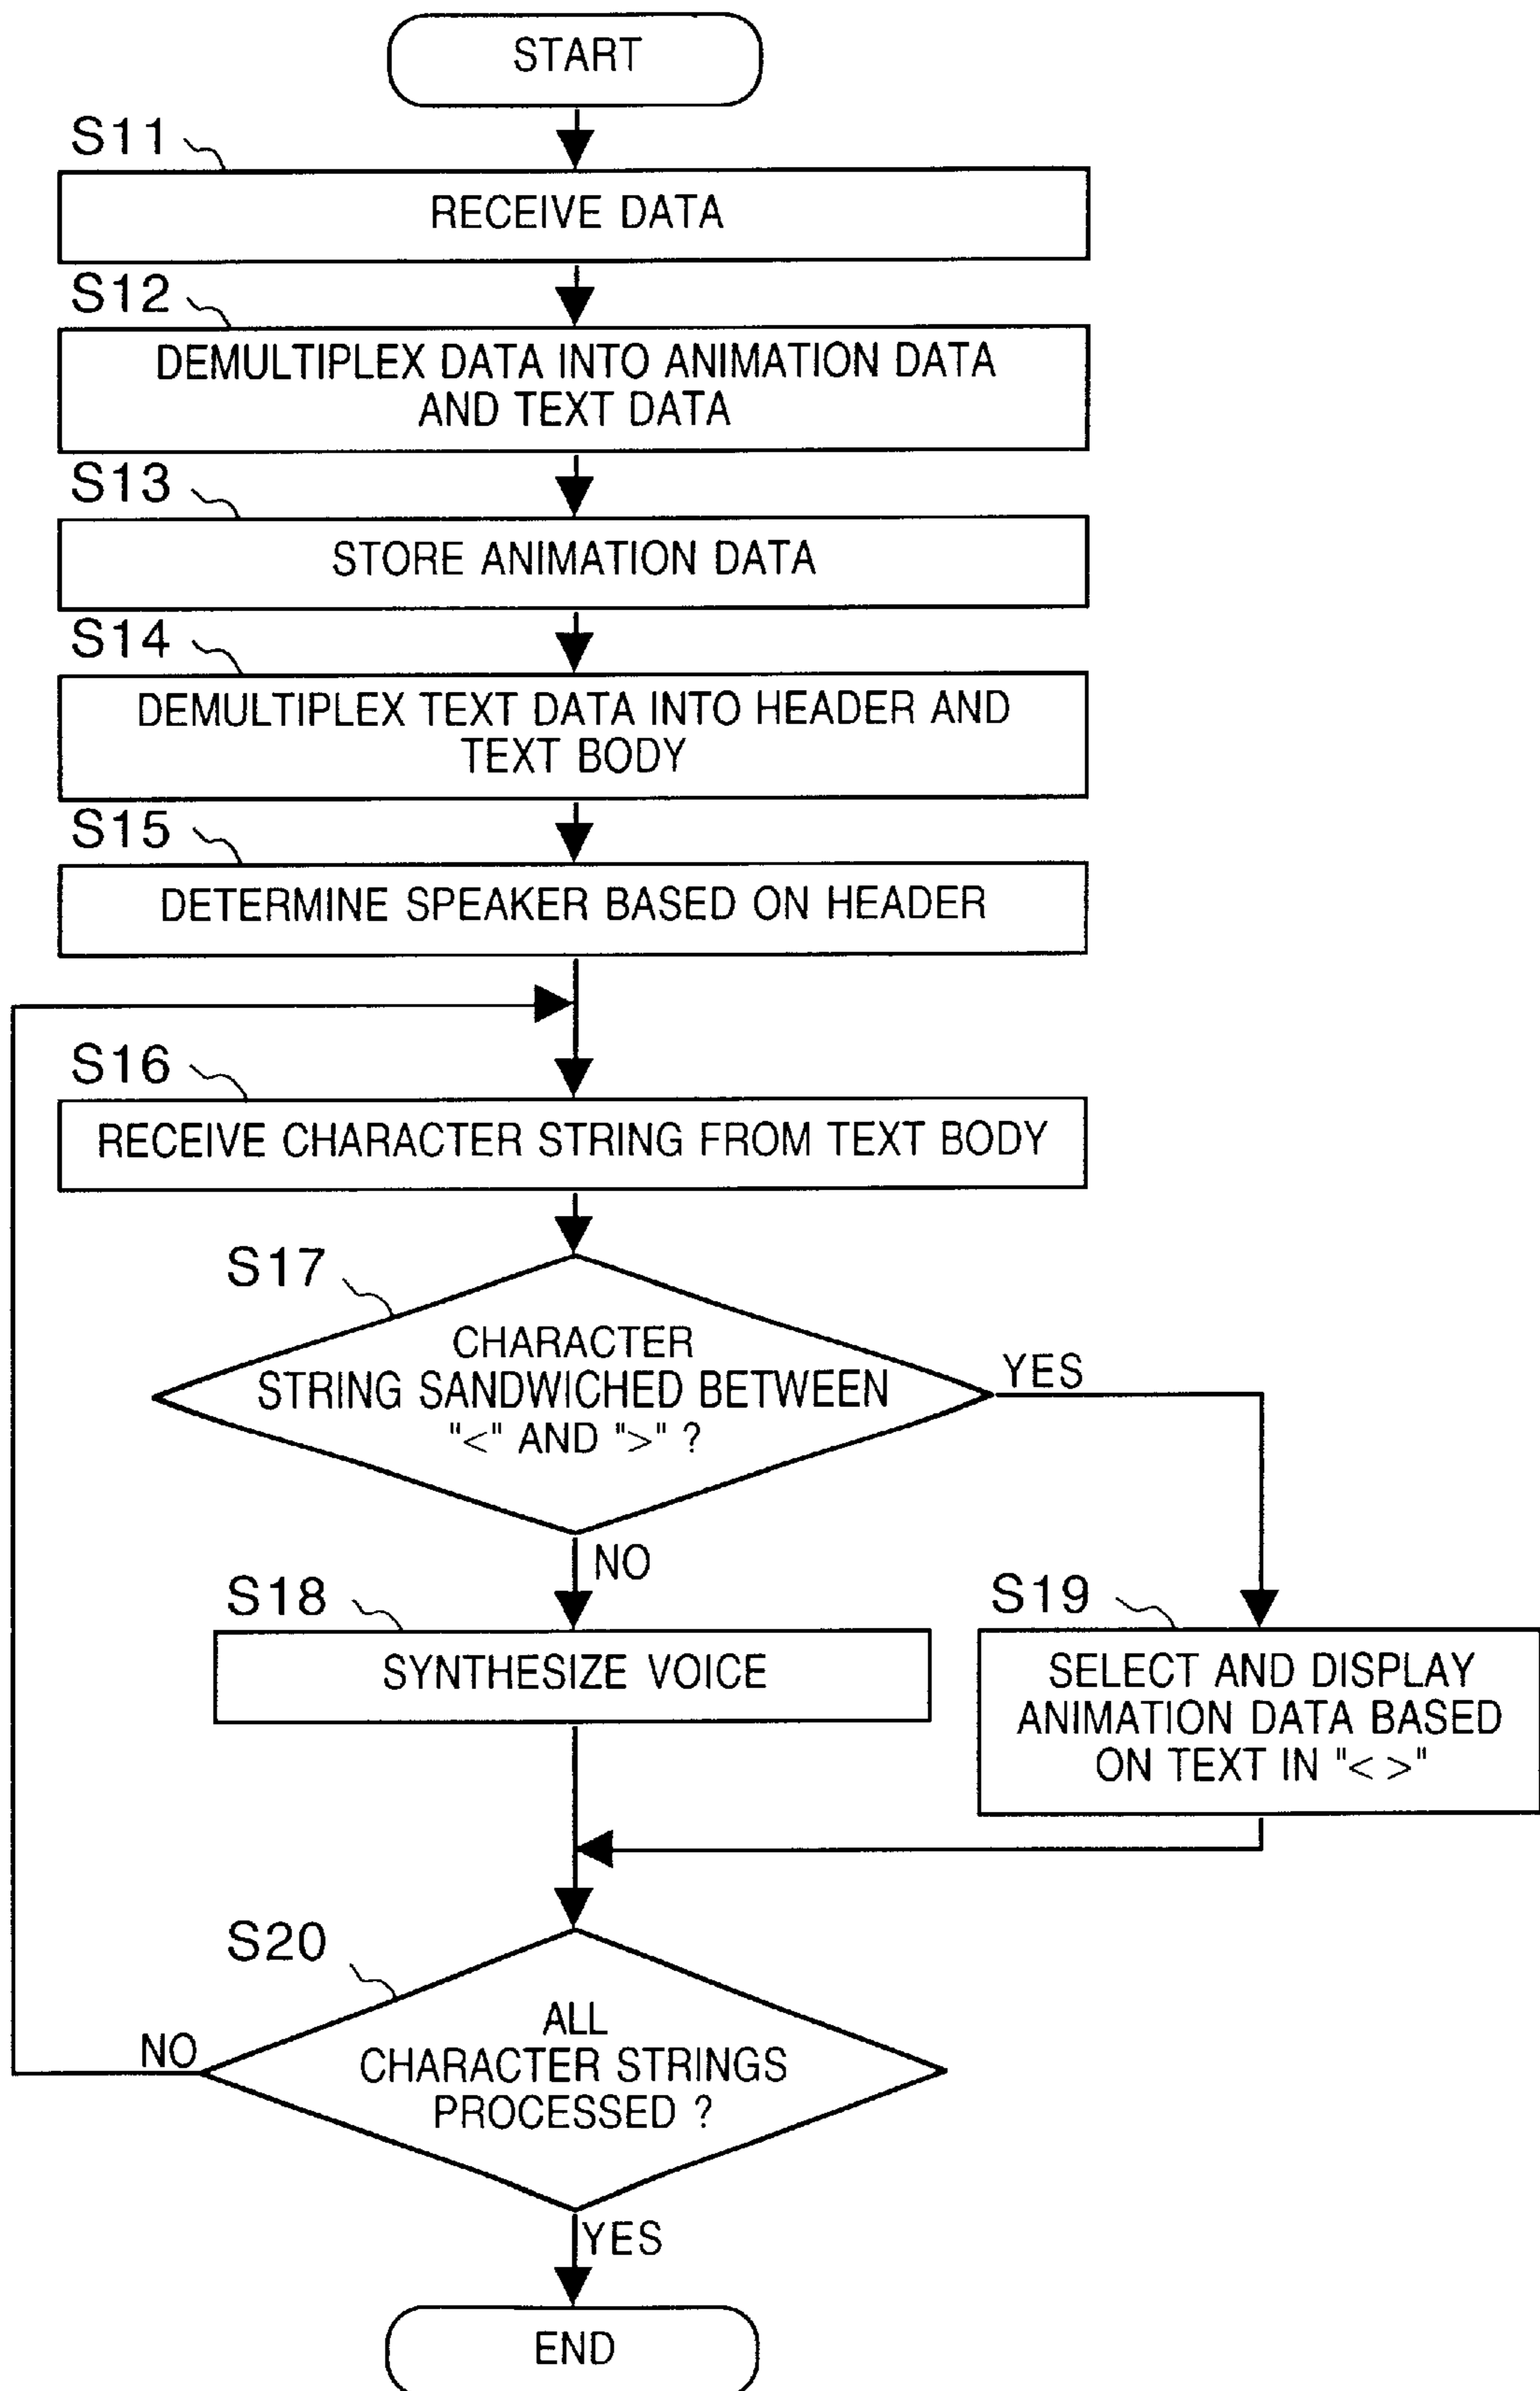 START
S11
RECEIVE DATA
S12
DEMULTIPLEX DATA INTO ANIMATION DATA
AND TEXT DATA
S13
STORE ANIMATION DATA
S14
DEMULTIPLEX TEXT DATA INTO HEADER AND
TEXT BODY
S15
DETERMINE SPEAKER BASED ON HEADER
S16
RECEIVE CHARACTER STRING FROM TEXT BODY
S17
CHARACTER
STRING SANDWICHED BETWEEN
"<" AND ">" ?
YES
NO
S18
SYNTHESIZE VOICE
S19
SELECT AND DISPLAY
ANIMATION DATA BASED
ON TEXT IN "< >"
S20
ALL
CHARACTER STRINGS
PROCESSED ?
NO
YES
END